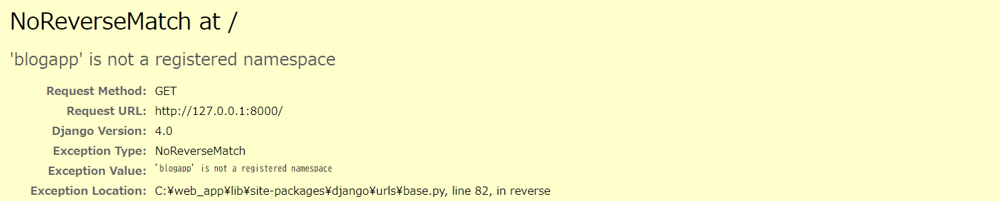 NoReverseMatch at /
'blogapp' is not a registered namespace
Request Method: GET
Request URL: http://127.0.0.1:8000/
Django Version: 4.0
Exception Type: NoReverseMatch
Exception Value: 'blogapp' is not a registered namespace
Exception Location: C:¥web_app¥lib¥site-packages¥django¥urls¥base.py, line 82, in reverse